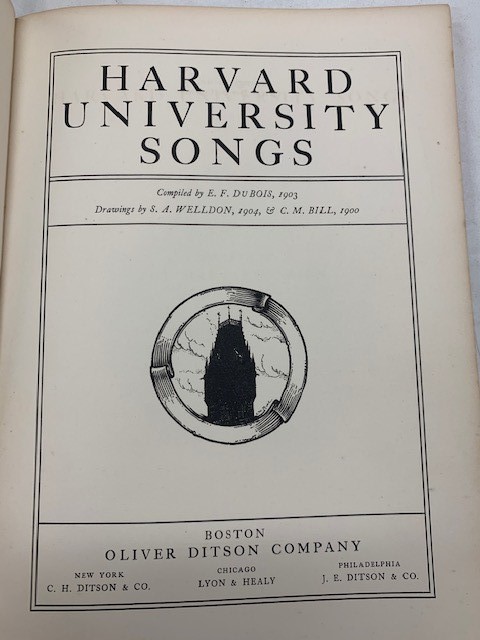 HARVARD
UNIVERSITY
SONGS
Compiled by E. F. DUBOIS, 1903
Drawings by S. A. WELLDON, 1904, & C. M. BILL, 1900
BOSTON
OLIVER DITSON COMPANY
NEW YORK
C. H. DITSON & CO.
CHICAGO
LYON & HEALY
PHILADELPHIA
J. E. DITSON & CO.